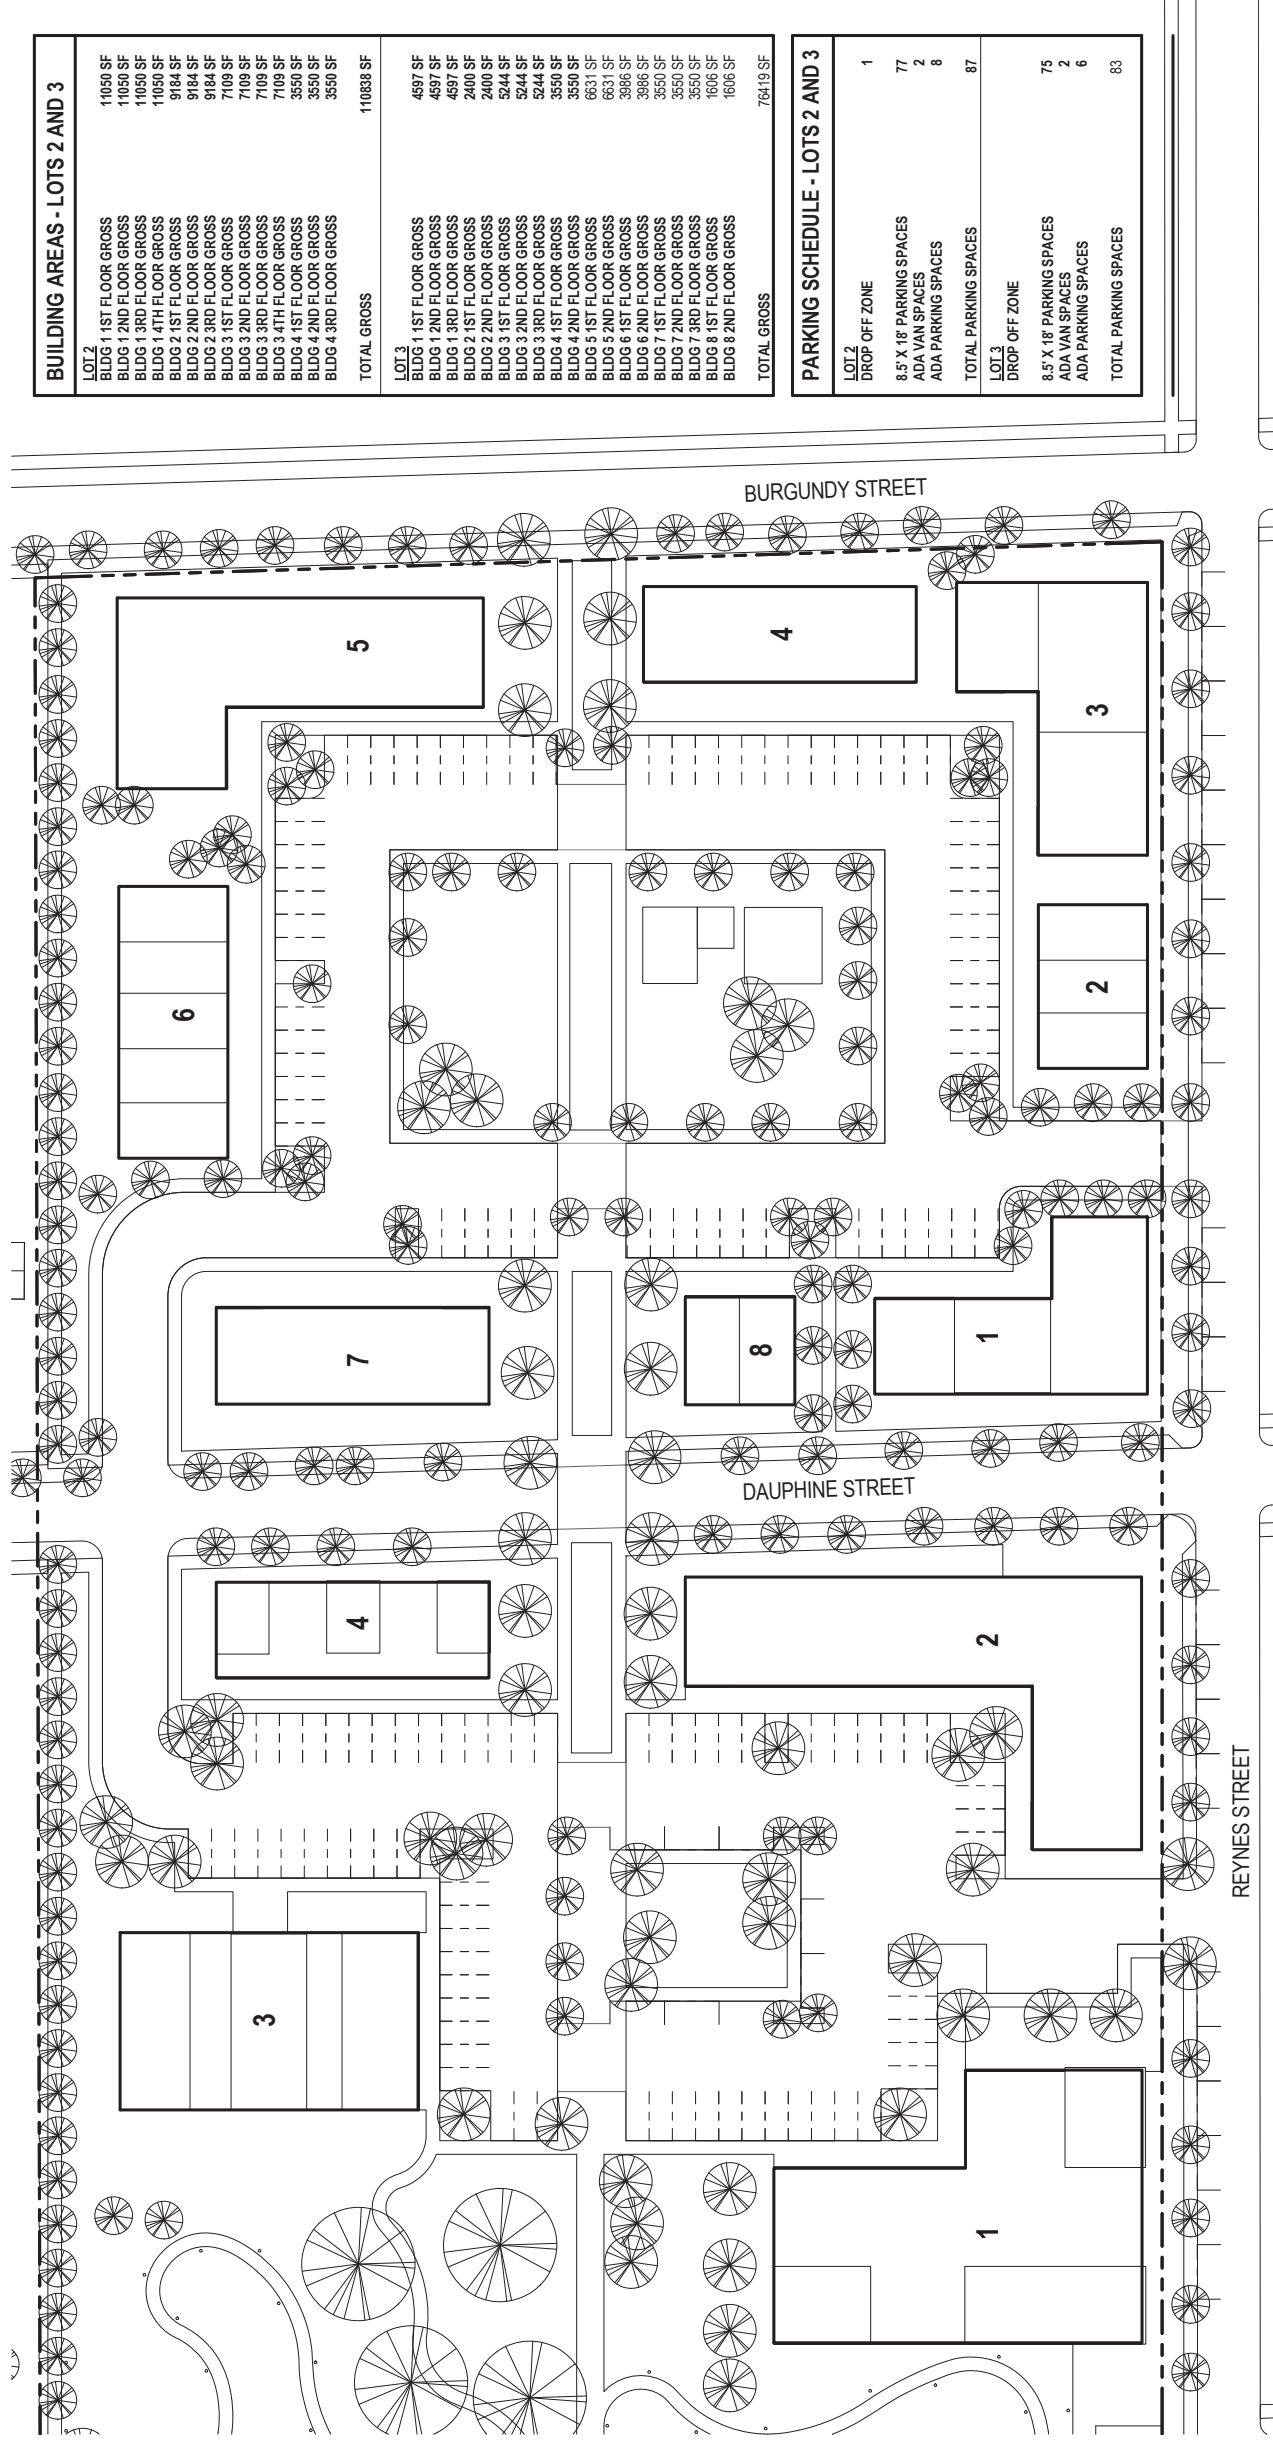 BUILDING AREAS - LOTS 2 AND 3
LOT 2
BLDG 1 1ST FLOOR GROSS 11050 SF
BLDG 1 2ND FLOOR GROSS 11050 SF
BLDG 1 3RD FLOOR GROSS 11050 SF
BLDG 1 4TH FLOOR GROSS 11050 SF
BLDG 2 1ST FLOOR GROSS 9184 SF
BLDG 2 2ND FLOOR GROSS 9184 SF
BLDG 2 3RD FLOOR GROSS 9184 SF
BLDG 3 1ST FLOOR GROSS 7109 SF
BLDG 3 2ND FLOOR GROSS 7109 SF
BLDG 3 3RD FLOOR GROSS 7109 SF
BLDG 3 4TH FLOOR GROSS 7109 SF
BLDG 4 1ST FLOOR GROSS 3550 SF
BLDG 4 2ND FLOOR GROSS 3550 SF
BLDG 4 3RD FLOOR GROSS 3550 SF
TOTAL GROSS 110838 SF
LOT 3
BLDG 1 1ST FLOOR GROSS 4597 SF
BLDG 1 2ND FLOOR GROSS 4597 SF
BLDG 1 3RD FLOOR GROSS 4597 SF
BLDG 2 1ST FLOOR GROSS 2400 SF
BLDG 2 2ND FLOOR GROSS 2400 SF
BLDG 3 1ST FLOOR GROSS 5244 SF
BLDG 3 2ND FLOOR GROSS 5244 SF
BLDG 3 3RD FLOOR GROSS 5244 SF
BLDG 4 1ST FLOOR GROSS 3550 SF
BLDG 4 2ND FLOOR GROSS 3550 SF
BLDG 5 1ST FLOOR GROSS 6631 SF
BLDG 5 2ND FLOOR GROSS 6631 SF
BLDG 6 1ST FLOOR GROSS 3986 SF
BLDG 6 2ND FLOOR GROSS 3986 SF
BLDG 7 1ST FLOOR GROSS 3550 SF
BLDG 7 2ND FLOOR GROSS 3550 SF
BLDG 7 3RD FLOOR GROSS 3550 SF
BLDG 8 1ST FLOOR GROSS 1606 SF
BLDG 8 2ND FLOOR GROSS 1606 SF
TOTAL GROSS 76419 SF
PARKING SCHEDULE - LOTS 2 AND 3
LOT 2
DROP OFF ZONE 1
8.5' X 18' PARKING SPACES 77
ADA VAN SPACES 2
ADA PARKING SPACES 8
TOTAL PARKING SPACES 87
LOT 3
DROP OFF ZONE
8.5' X 18' PARKING SPACES 75
ADA VAN SPACES 2
ADA PARKING SPACES 6
TOTAL PARKING SPACES 83
BURGUNDY STREET
5
4
3
6
2
7
8
1
DAUPHINE STREET
4
2
REYNES STREET
3
1